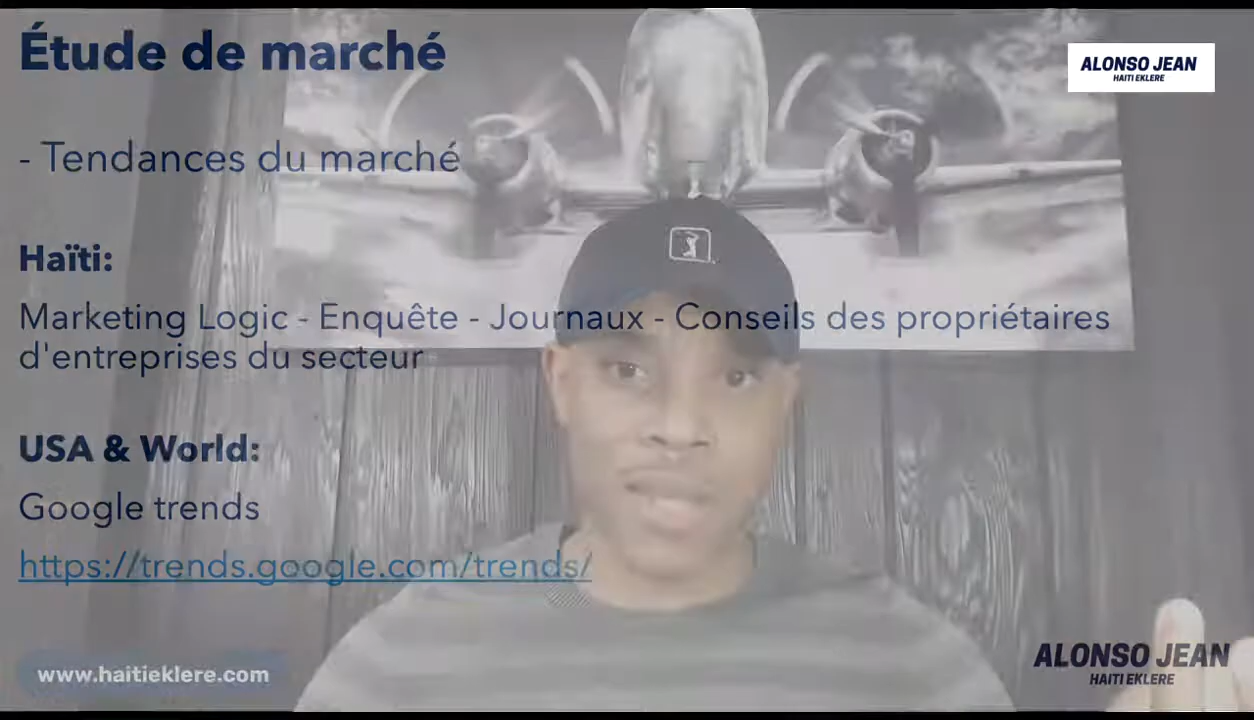 Étude de marché
ALONSO JEAN
HAITI EKLERE
- Tendances du marché
Haïti:
Marketing Logic - Enquête - Journaux - Conseils des propriétaires
d'entreprises du secteur
USA & World:
Google trends
https://trends.google.com/trends/
www.haitieklere.com
ALONSO JEAN
HAITI EKLERE